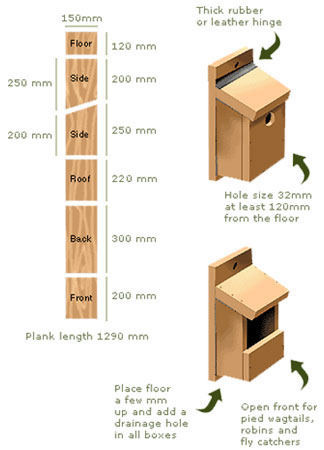 150mm
Floor
120 mm
250 mm
Side
200 mm
200 mm
Side
250 mm
Roof
220 mm
Back
300 mm
Front
200 mm
Plank length 1290 mm
Thick rubber
or leather hinge
Hole size 32mm
at least 120mm
from the floor
Place floor
a few mm
up and add a
drainage hole
in all boxes
Open front for
pied wagtails,
robins and
fly catchers